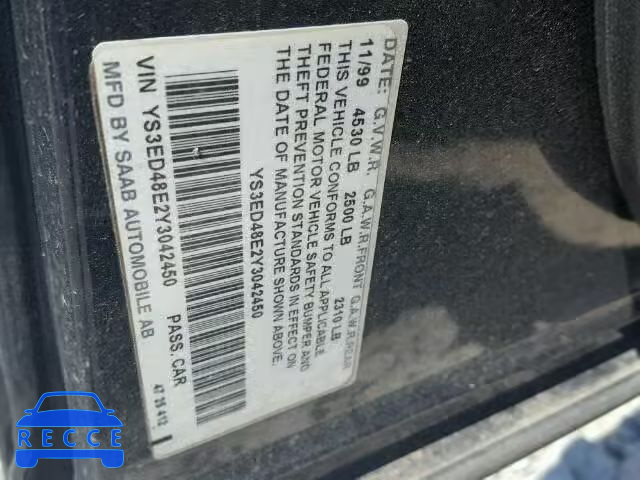 DATE: G.V.W.R. G.A.W.R.FRONT G.A.W.R.REAR
11/99 4530 LB 2500 LB 2310 LB
THIS VEHICLE CONFORMS TO ALL APPLICABLE
FEDERAL MOTOR VEHICLE SAFETY BUMPER AND
THEFT PREVENTION STANDARDS IN EFFECT ON
THE DATE OF MANUFACTURE SHOWN ABOVE.
YS3ED48E2Y3042450
VIN YS3ED48E2Y3042450 PASS. CAR
MFD BY SAAB AUTOMOBILE AB
RECCE